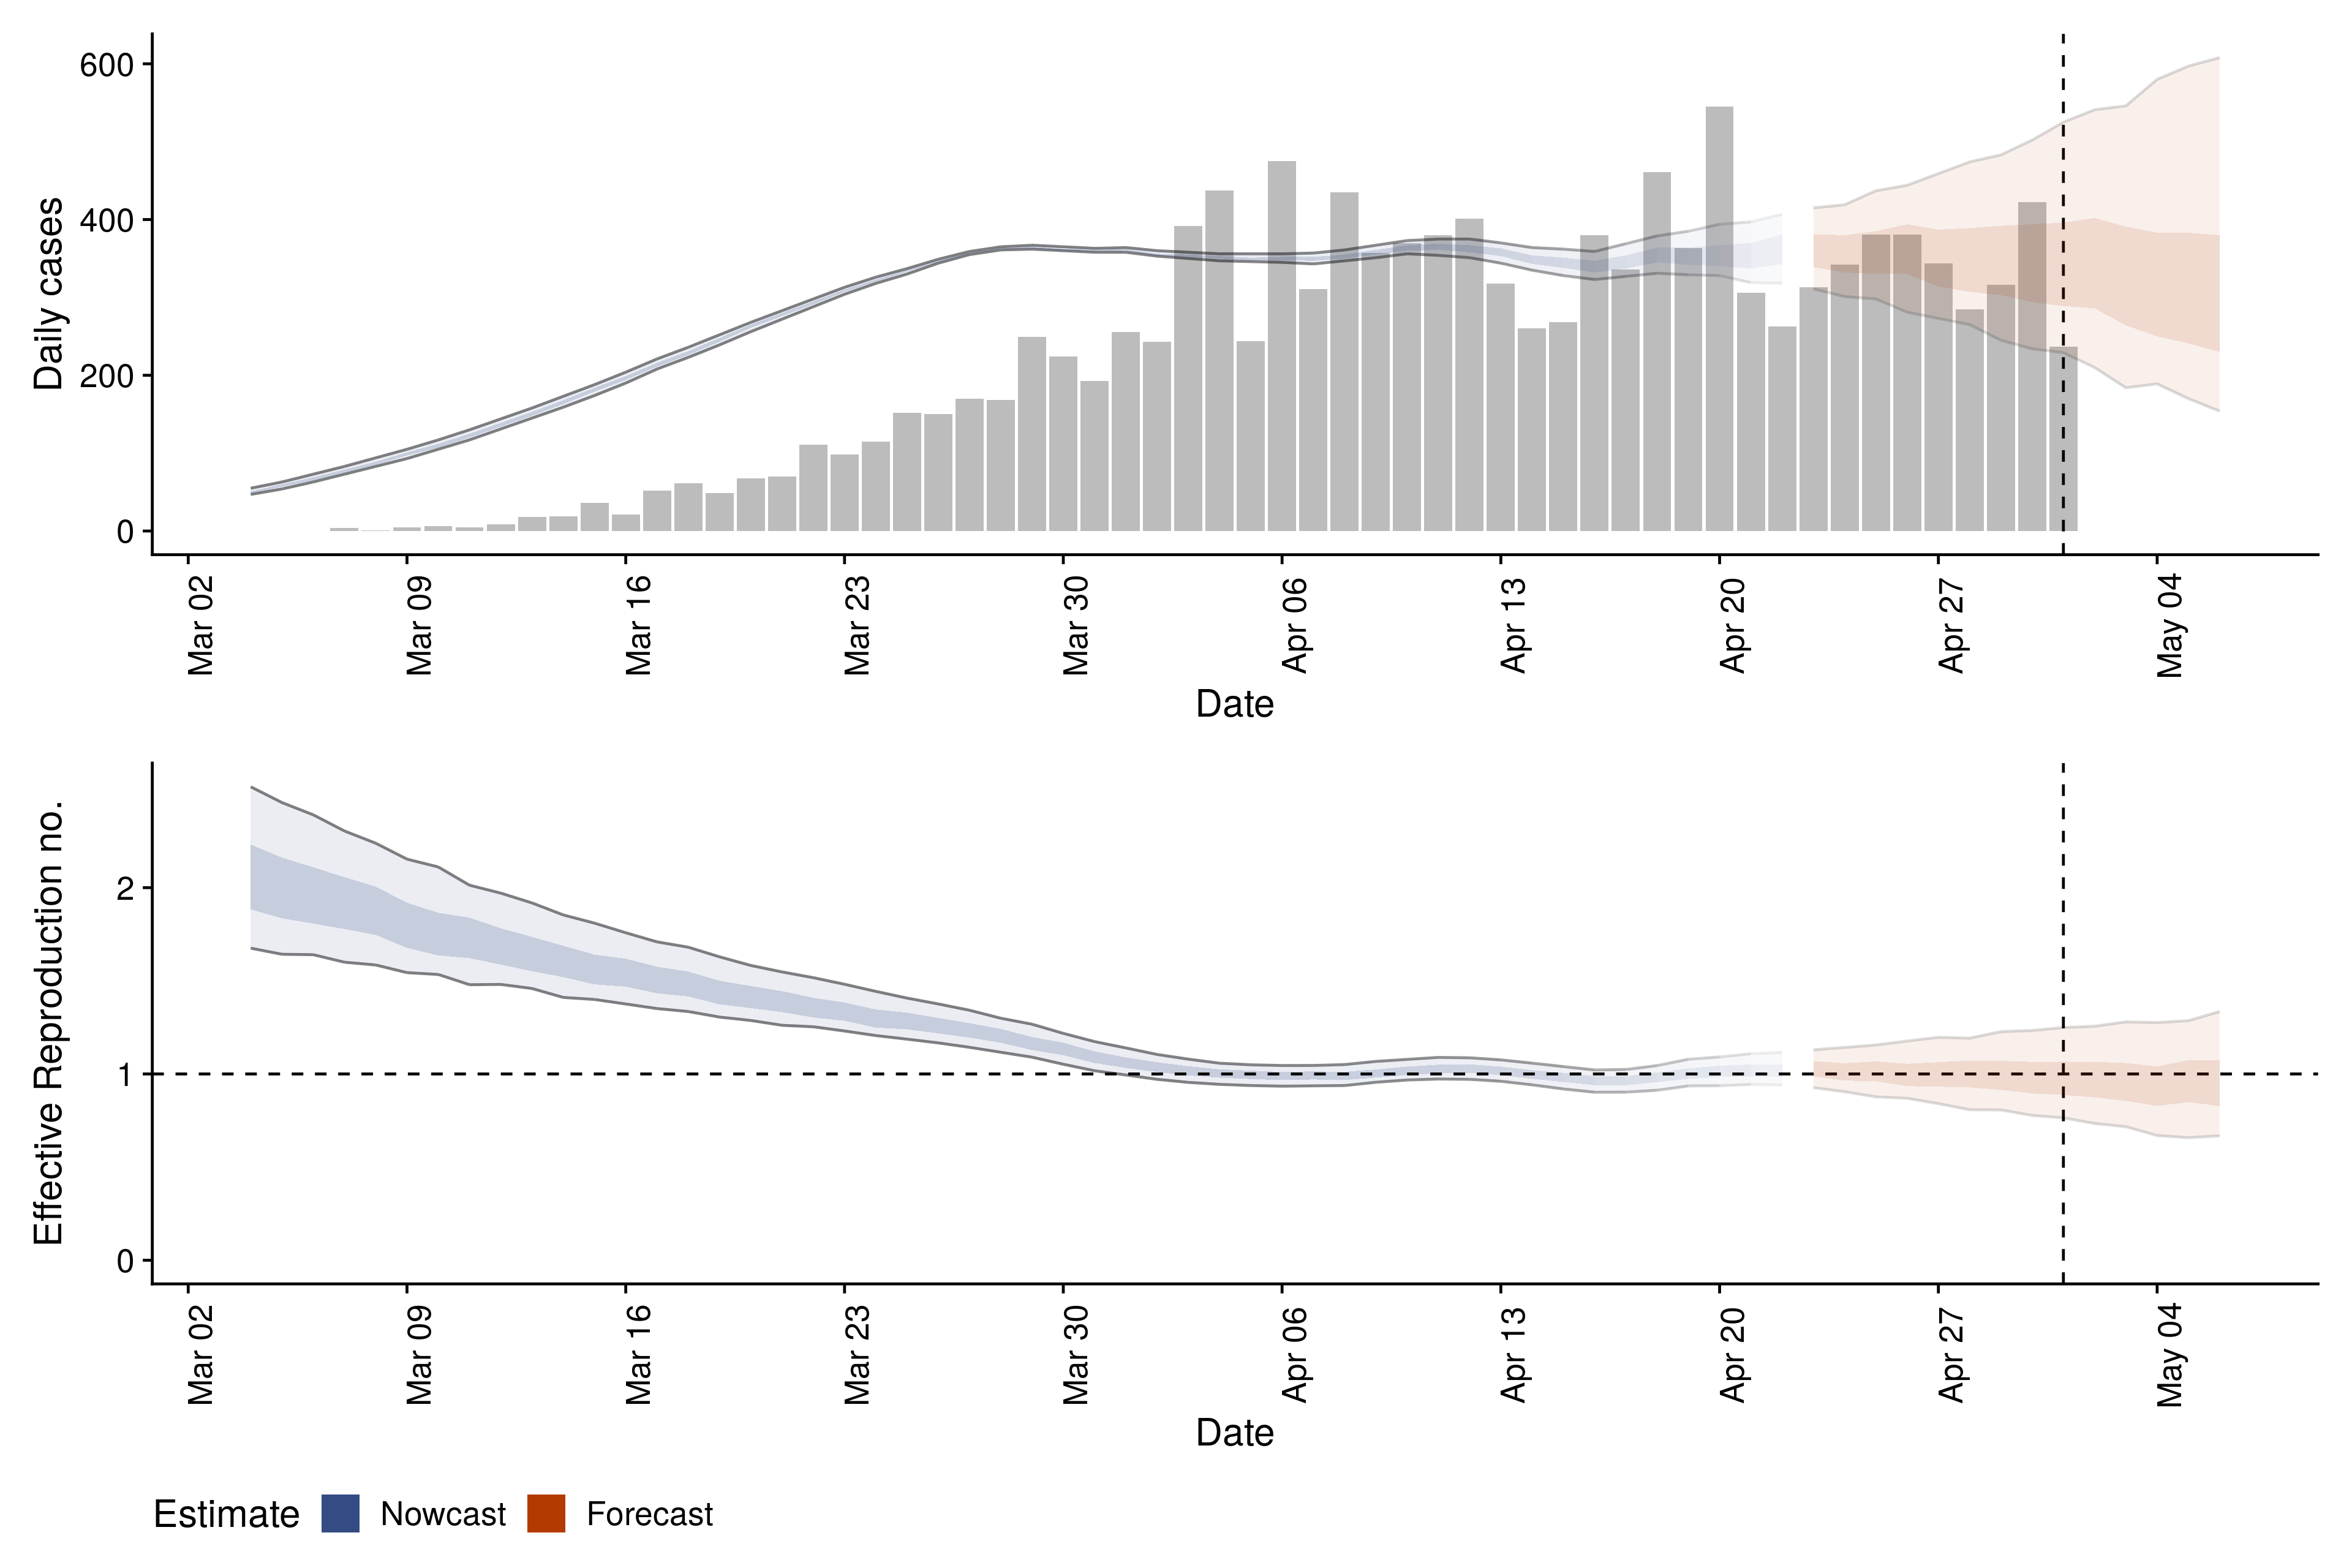 Daily cases
600
400
200
0
Mar 02
Mar 09
Mar 16
Mar 23
Mar 30
Apr 06
Apr 13
Apr 20
Apr 27
May 04
Date
Effective Reproduction no.
2
1
0
Mar 02
Mar 09
Mar 16
Mar 23
Mar 30
Apr 06
Apr 13
Apr 20
Apr 27
May 04
Date
Estimate Nowcast Forecast